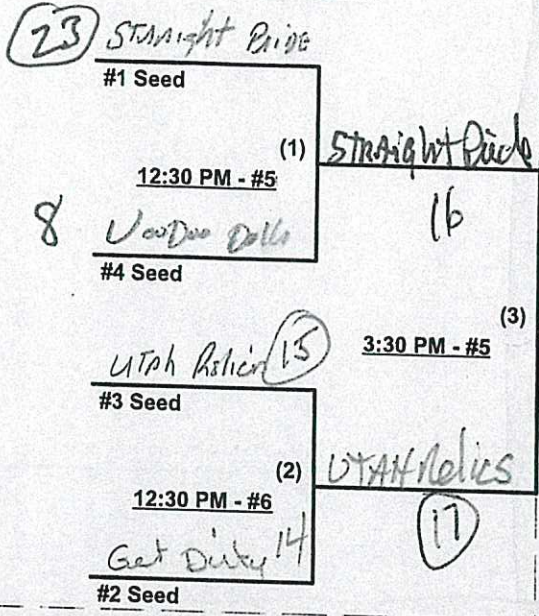 23 Straight Pride
#1 Seed
(1)
12:30 PM - #5
8 VooDoo Dolls
#4 Seed
Straight Pride
16
(3)
3:30 PM - #5
Utah Relics 15
#3 Seed
(2)
12:30 PM - #6
Get Dirty 14
#2 Seed
UTAH Relics
17